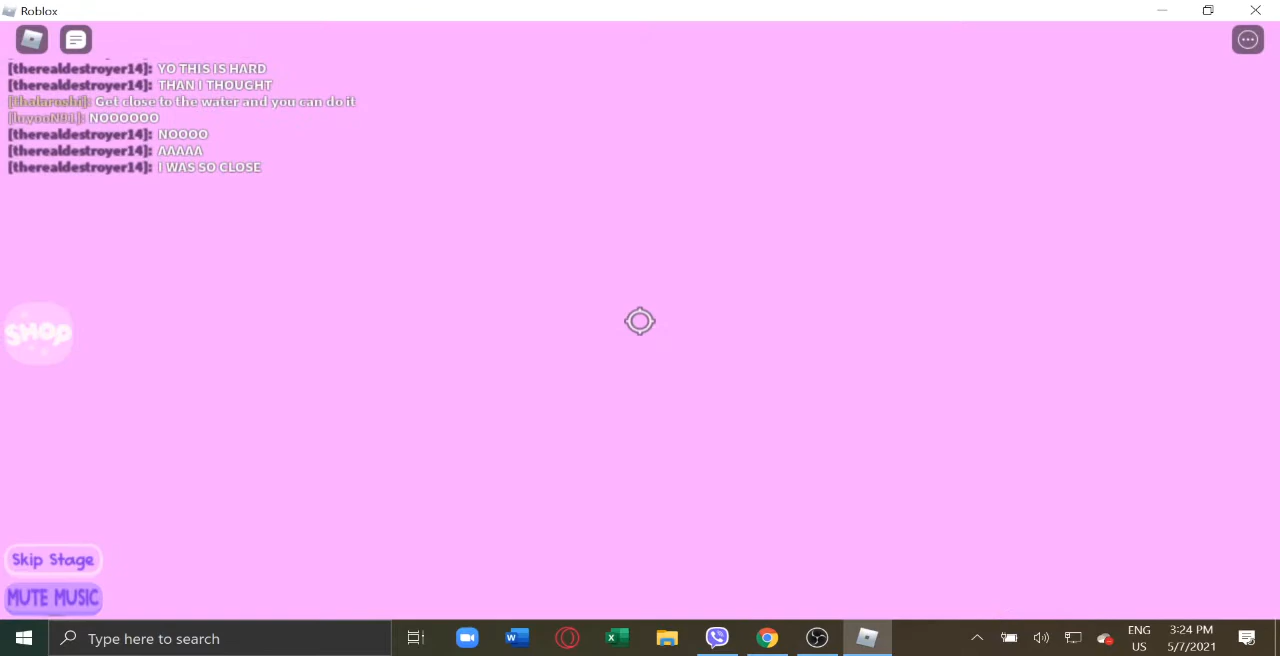 Roblox
[therealdestroyer14]: YO THIS IS HARD
[therealdestroyer14]: THAN I THOUGHT
Get close to the water and you can do it
[luyooN91]: NOOOOOO
[therealdestroyer14]: NOOOO
[therealdestroyer14]: AAAAA
[therealdestroyer14]: I WAS SO CLOSE
SHOP
Skip Stage
MUTE MUSIC
Type here to search
ENG
US
3:24 PM
5/7/2021